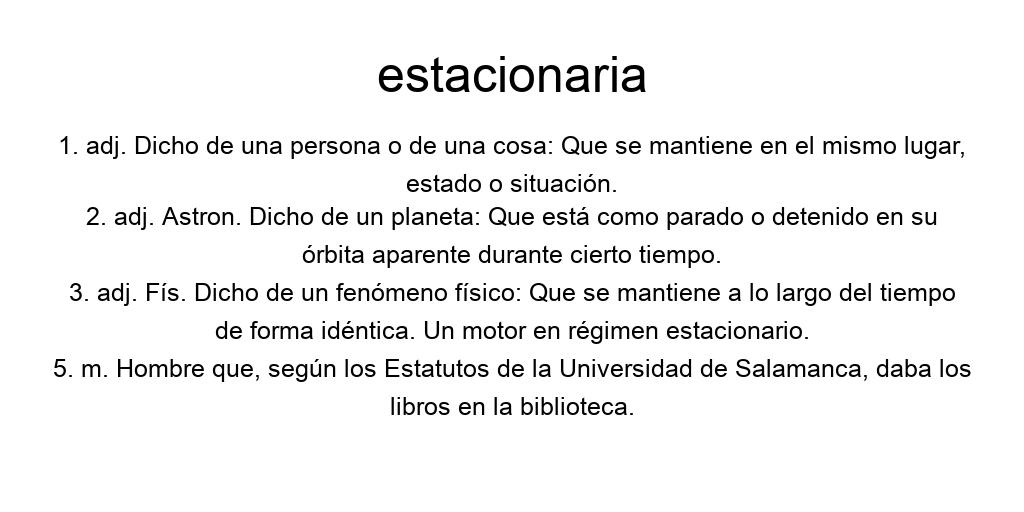 estacionaria
1. adj. Dicho de una persona o de una cosa: Que se mantiene en el mismo lugar,
estado o situación.
2. adj. Astron. Dicho de un planeta: Que está como parado o detenido en su
órbita aparente durante cierto tiempo.
3. adj. Fís. Dicho de un fenómeno físico: Que se mantiene a lo largo del tiempo
de forma idéntica. Un motor en régimen estacionario.
5. m. Hombre que, según los Estatutos de la Universidad de Salamanca, daba los
libros en la biblioteca.